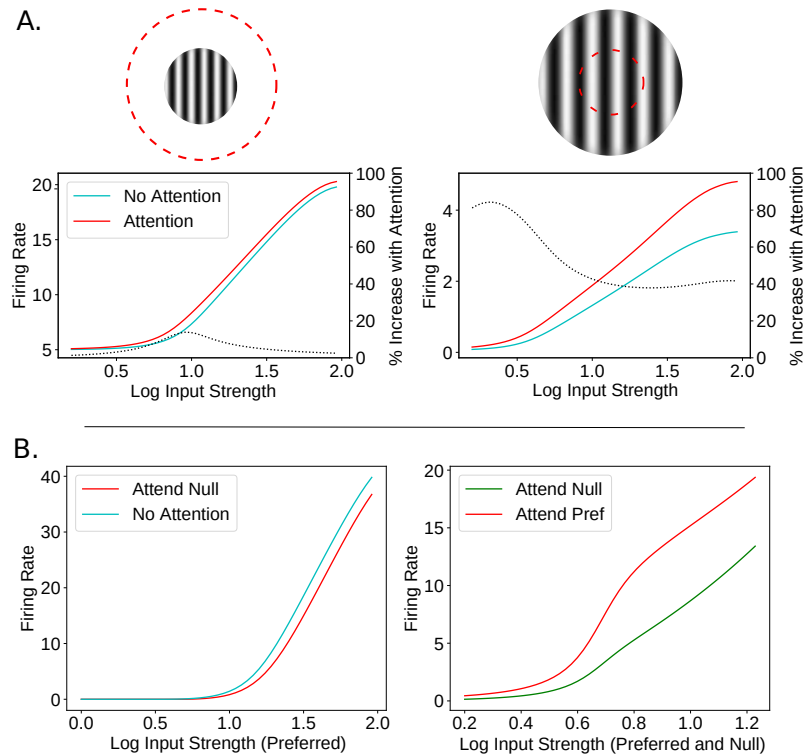 A.
No Attention
Attention
Firing Rate
20
15
10
5
100
80
60
40
20
0
% Increase with Attention
0.5
1.0
1.5
2.0
Log Input Strength
Firing Rate
4
2
0
100
80
60
40
20
0
% Increase with Attention
0.5
1.0
1.5
2.0
Log Input Strength
B.
Attend Null
No Attention
Firing Rate
40
30
20
10
0
0.0
0.5
1.0
1.5
2.0
Log Input Strength (Preferred)
Attend Null
Attend Pref
Firing Rate
20
15
10
5
0
0.2
0.4
0.6
0.8
1.0
1.2
Log Input Strength (Preferred and Null)